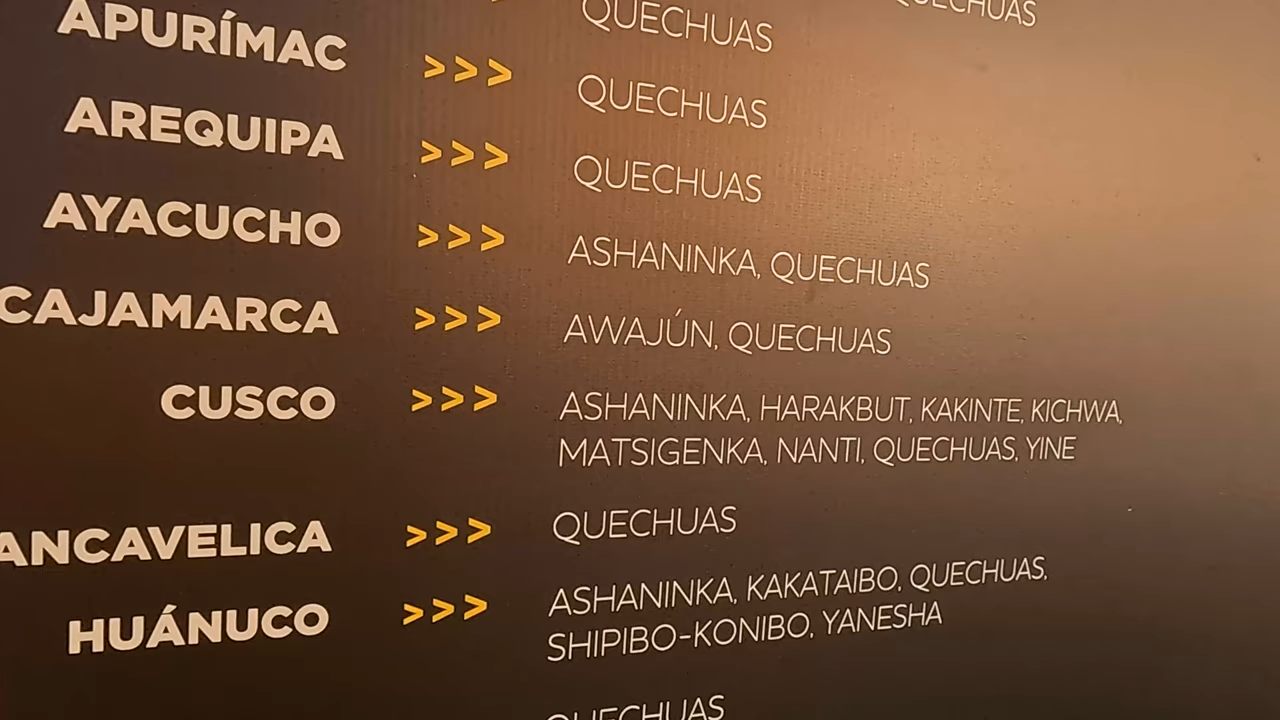 QUECHUAS
QUECHUAS
APURÍMAC >>> QUECHUAS
AREQUIPA >>> QUECHUAS
AYACUCHO >>> ASHANINKA, QUECHUAS
CAJAMARCA >>> AWAJÚN, QUECHUAS
CUSCO >>> ASHANINKA, HARAKBUT, KAKINTE, KICHWA,
MATSIGENKA, NANTI, QUECHUAS, YINE
ANCAVELICA >>> QUECHUAS
HUÁNUCO >>> ASHANINKA, KAKATAIBO, QUECHUAS,
SHIPIBO-KONIBO, YANESHA
QUECHUAS